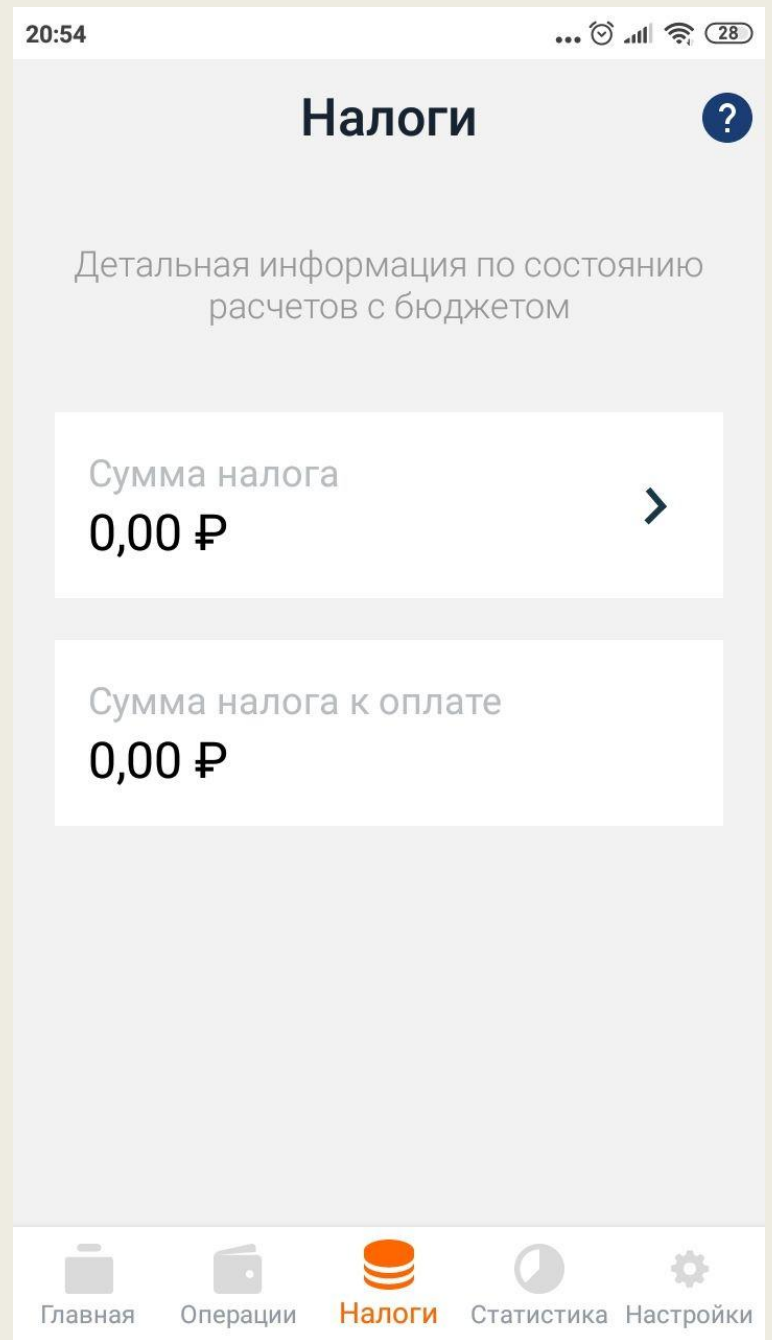 20:54
28
Налоги
?
Детальная информация по состоянию
расчетов с бюджетом
Сумма налога
0,00 ₽
Сумма налога к оплате
0,00 ₽
Главная Операции Налоги Статистика Настройки